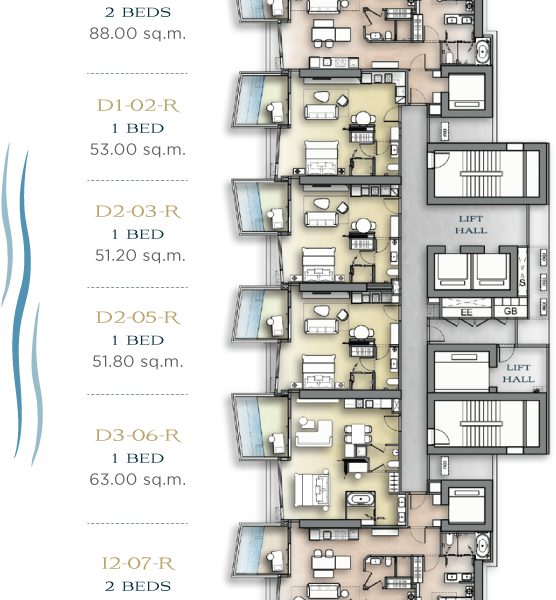 2 BEDS
88.00 sq.m.
D1-02-R
1 BED
53.00 sq.m.
D2-03-R
1 BED
51.20 sq.m.
D2-05-R
1 BED
51.80 sq.m.
D3-06-R
1 BED
63.00 sq.m.
I2-07-R
2 BEDS
LIFT
HALL
S
EE
GB
LIFT
HALL